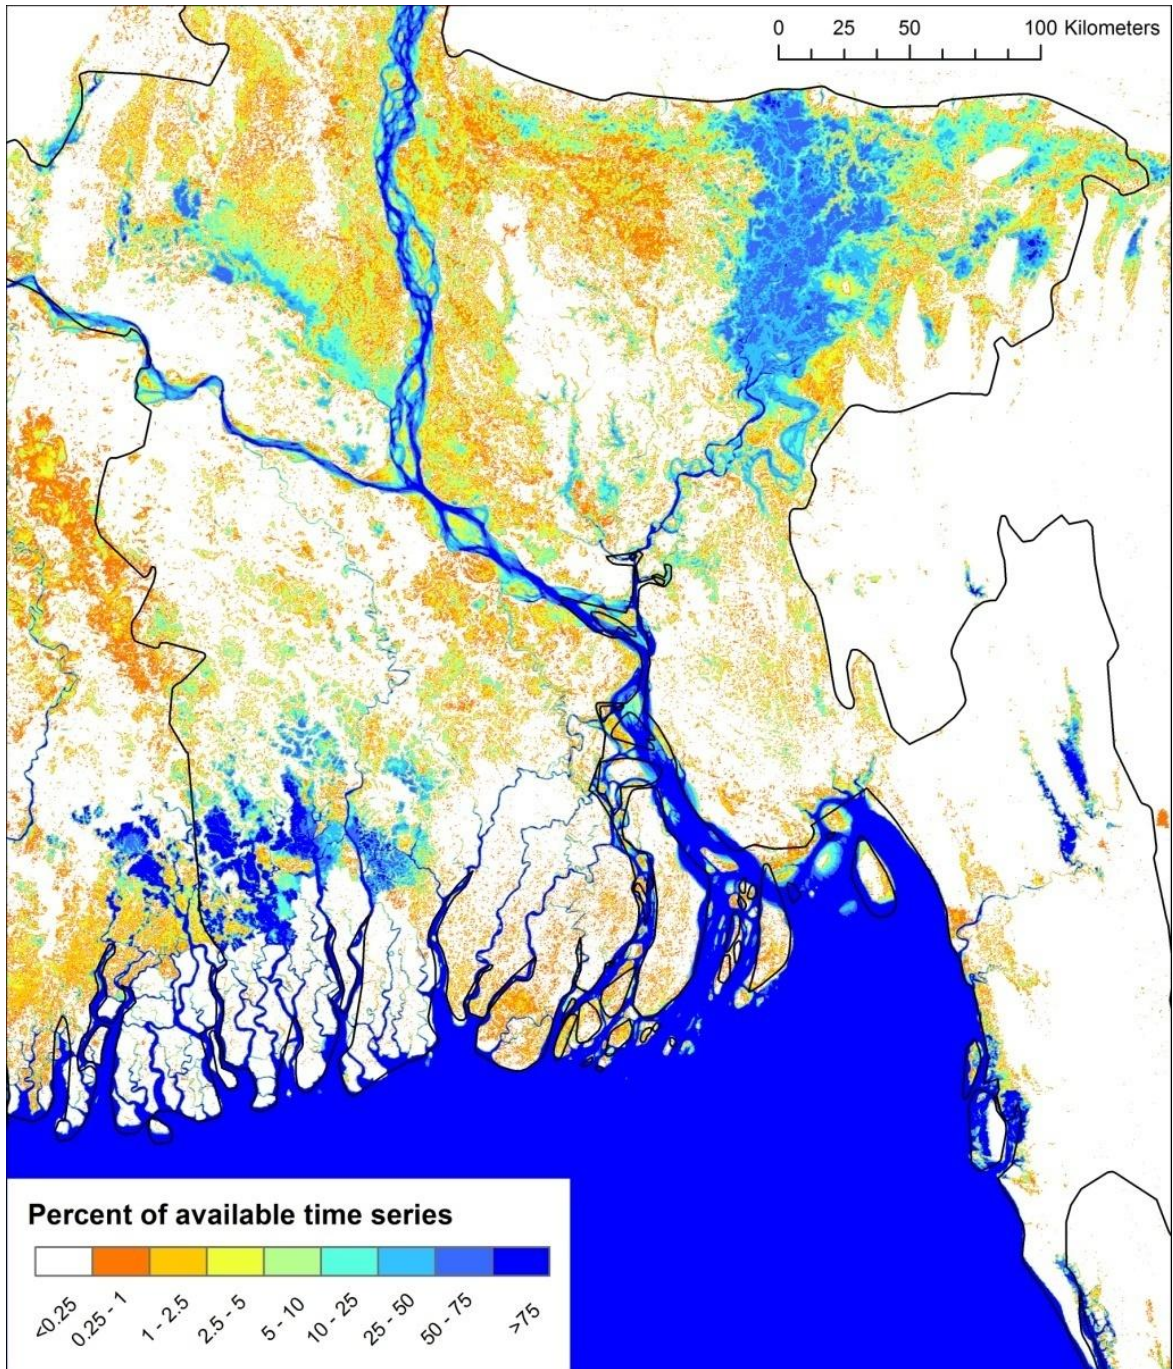 0 25 50 100 Kilometers
Percent of available time series
<0.25
0.25 - 1
1 - 2.5
2.5 - 5
5 - 10
10 - 25
25 - 50
50 - 75
>75